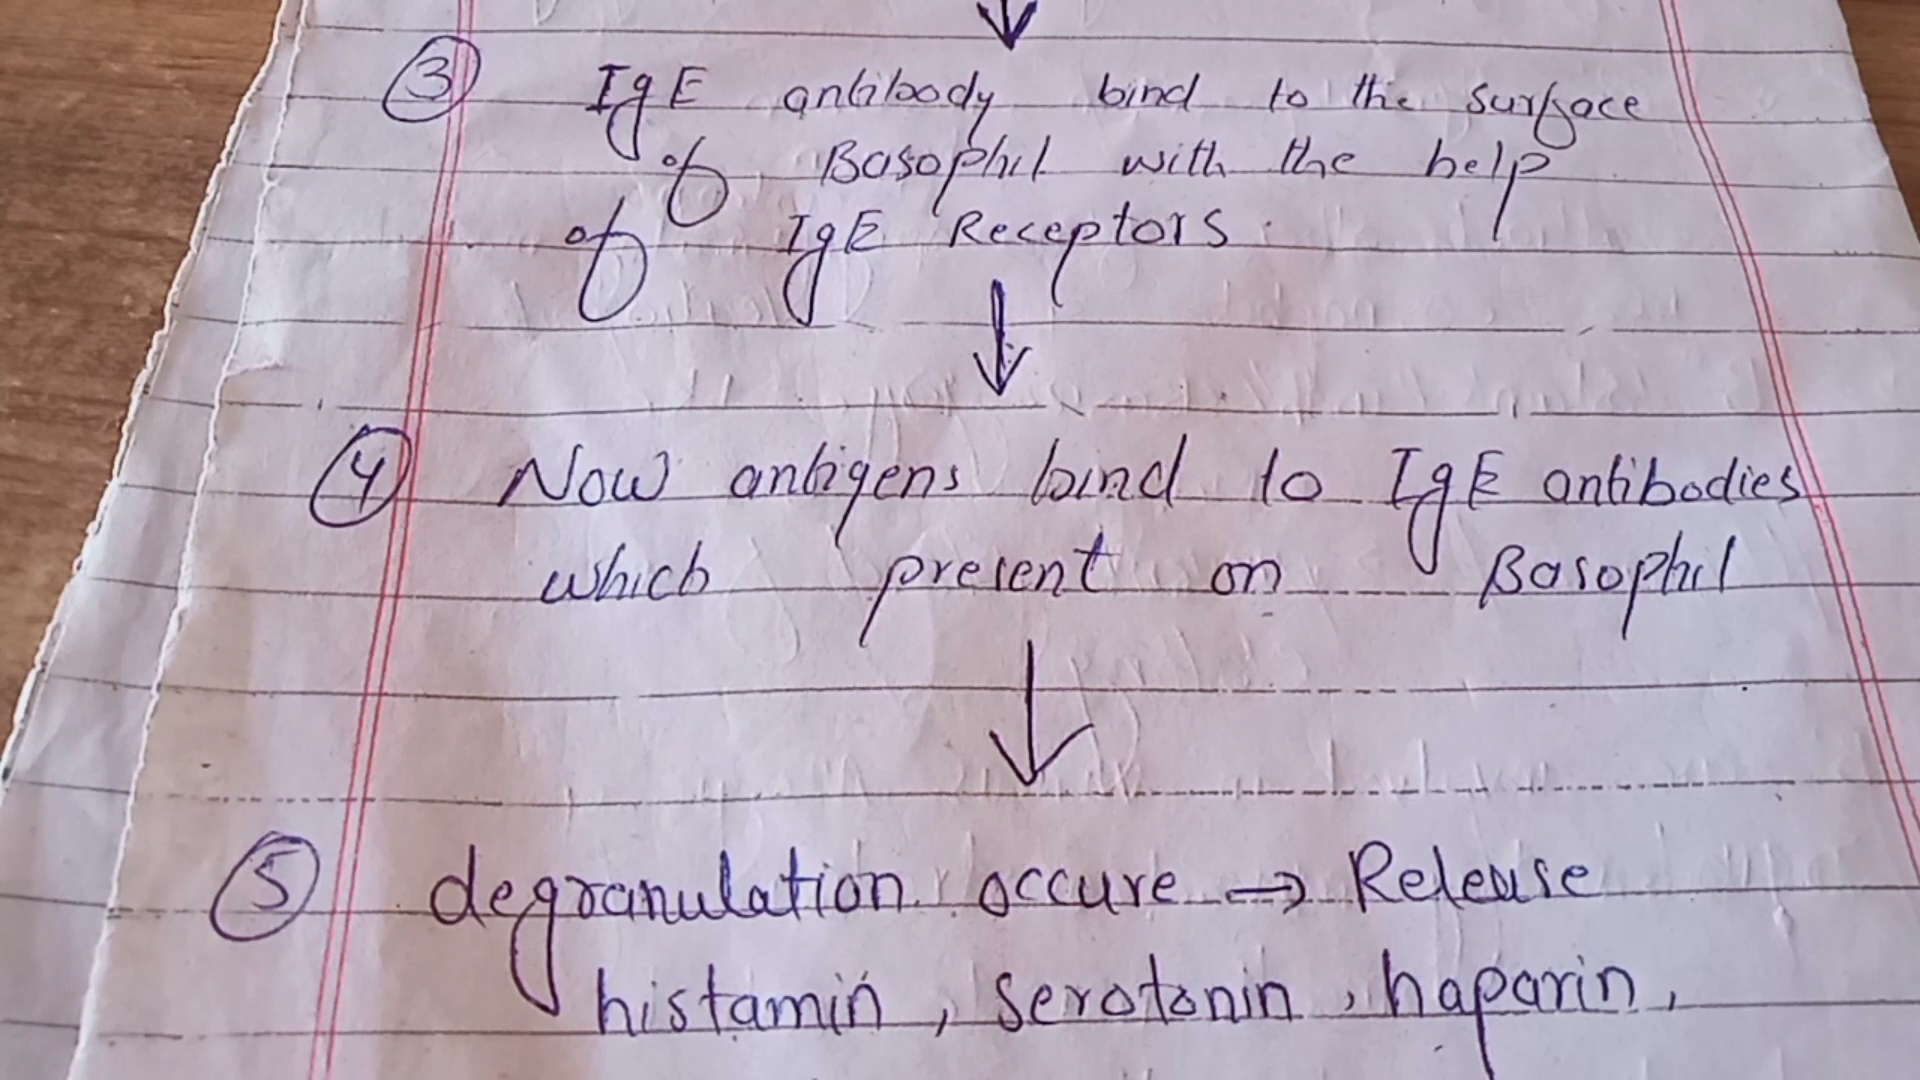 ③ IgE antibody bind to the surface
of Basophil with the help
of IgE Receptors.
④ Now antigens bind to IgE antibodies
which present on Basophil
⑤ degranulation occure → Release
histamin, serotonin, haparin,